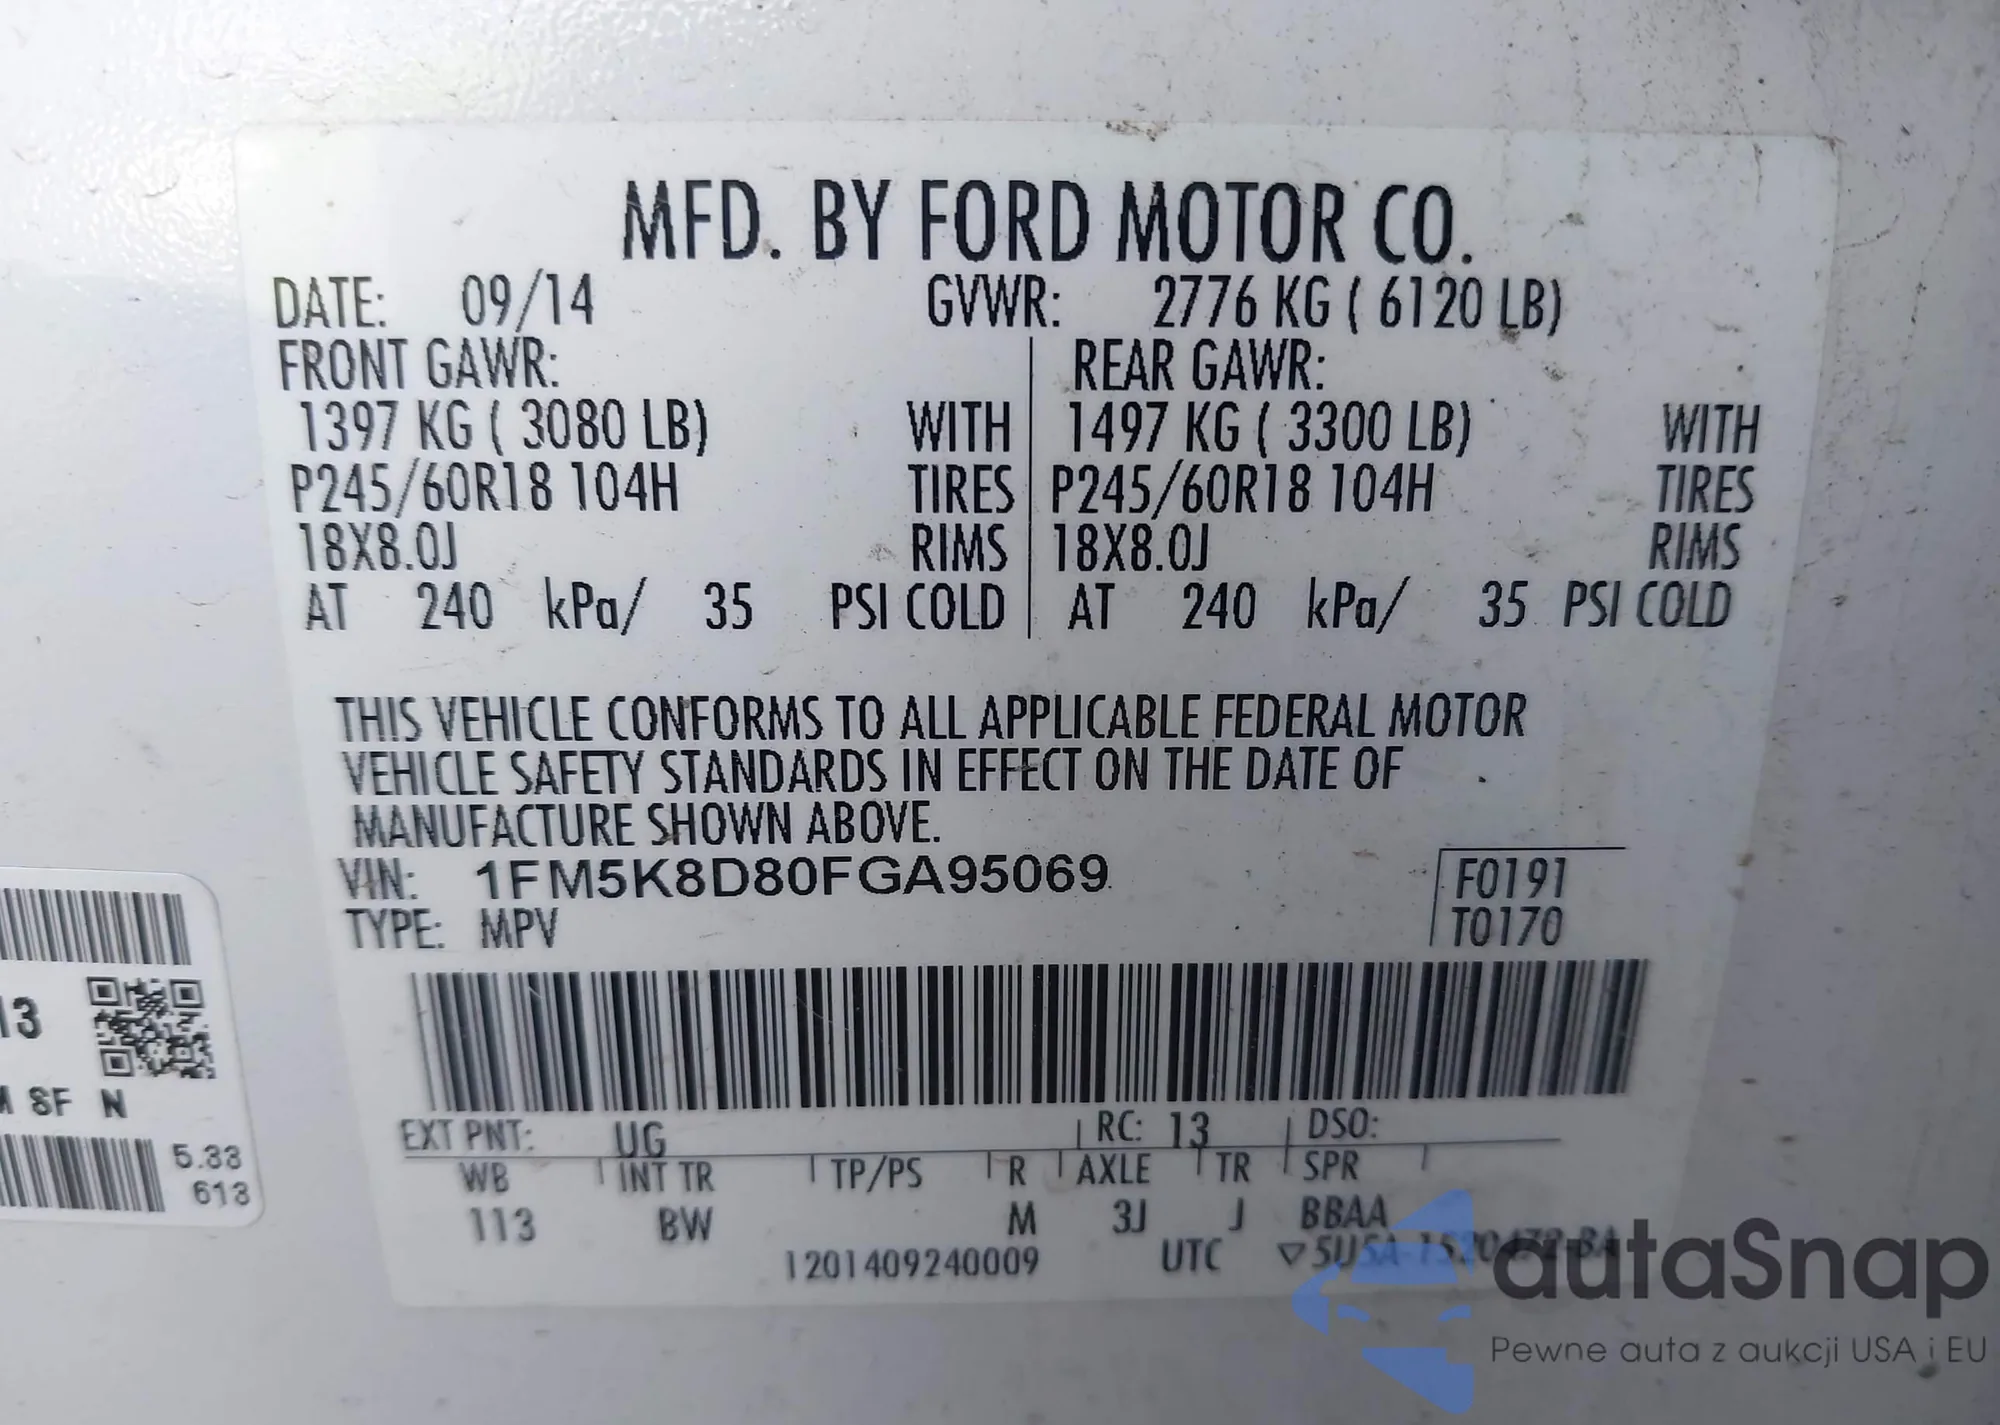 MFD. BY FORD MOTOR CO.
DATE: 09/14 GVWR: 2776 KG ( 6120 LB)
FRONT GAWR: REAR GAWR:
1397 KG ( 3080 LB) WITH 1497 KG ( 3300 LB) WITH
P245/60R18 104H TIRES P245/60R18 104H TIRES
18X8.0J RIMS 18X8.0J RIMS
AT 240 kPa/ 35 PSI COLD AT 240 kPa/ 35 PSI COLD
THIS VEHICLE CONFORMS TO ALL APPLICABLE FEDERAL MOTOR
VEHICLE SAFETY STANDARDS IN EFFECT ON THE DATE OF
MANUFACTURE SHOWN ABOVE.
VIN: 1FM5K8D80FGA95069 F0191
TYPE: MPV T0170
EXT PNT: UG RC: 13 DSO:
WB INT TR TP/PS R AXLE TR SPR
113 BW M 3J J BBAA
1201409240009 UTC
13
8F N
5.33
613
autaSnap
Pewne auta z aukcji USA i EU